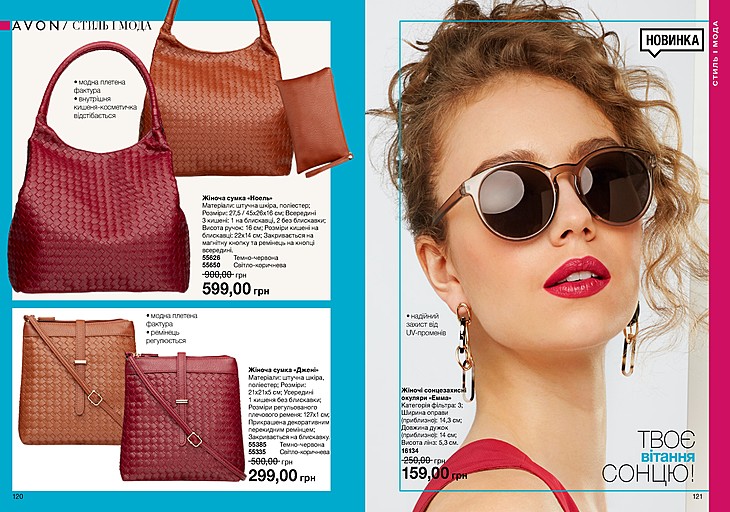 AVON / СТИЛЬ І МОДА
• модна плетена
фактура
• внутрішня
кишеня-косметичка
відстібається
Жіноча сумка «Ноель»
Матеріали: штучна шкіра, поліестер;
Розміри: 27,5 / 45х26х16 см; Всередині
3 кишені: 1 на блискавці, 2 без блискавки;
Висота ручок: 16 см; Розміри кишені на
блискавці: 22х14 см; Закривається на
магнітну кнопку та ремінець на кнопці
всередині.
55626 Темно-червона
55650 Світло-коричнева
900,00 грн
599,00 грн
• модна плетена
фактура
• ремінець
регулюється
Жіноча сумка «Джені»
Матеріали: штучна шкіра,
поліестер; Розміри:
21х21х5 см; Усередині
1 кишеня без блискавки;
Розміри регульованого
плечового ременя: 127х1 см;
Прикрашена декоративним
перекидним ремінцем;
Закривається на блискавку.
55385 Темно-червона
55335 Світло-коричнева
500,00 грн
299,00 грн
120
НОВИНКА
СТИЛЬ І МОДА
• надійний
захист від
UV-променів
Жіночі сонцезахисні
окуляри «Емма»
Категорія фільтра: 3;
Ширина оправи
(приблизно): 14,3 см;
Довжина дужок
(приблизно): 14 см;
Висота лінз: 5,3 см.
16134
250,00 грн
159,00 грн
ТВОЄ
вітання
СОНЦЮ!
121